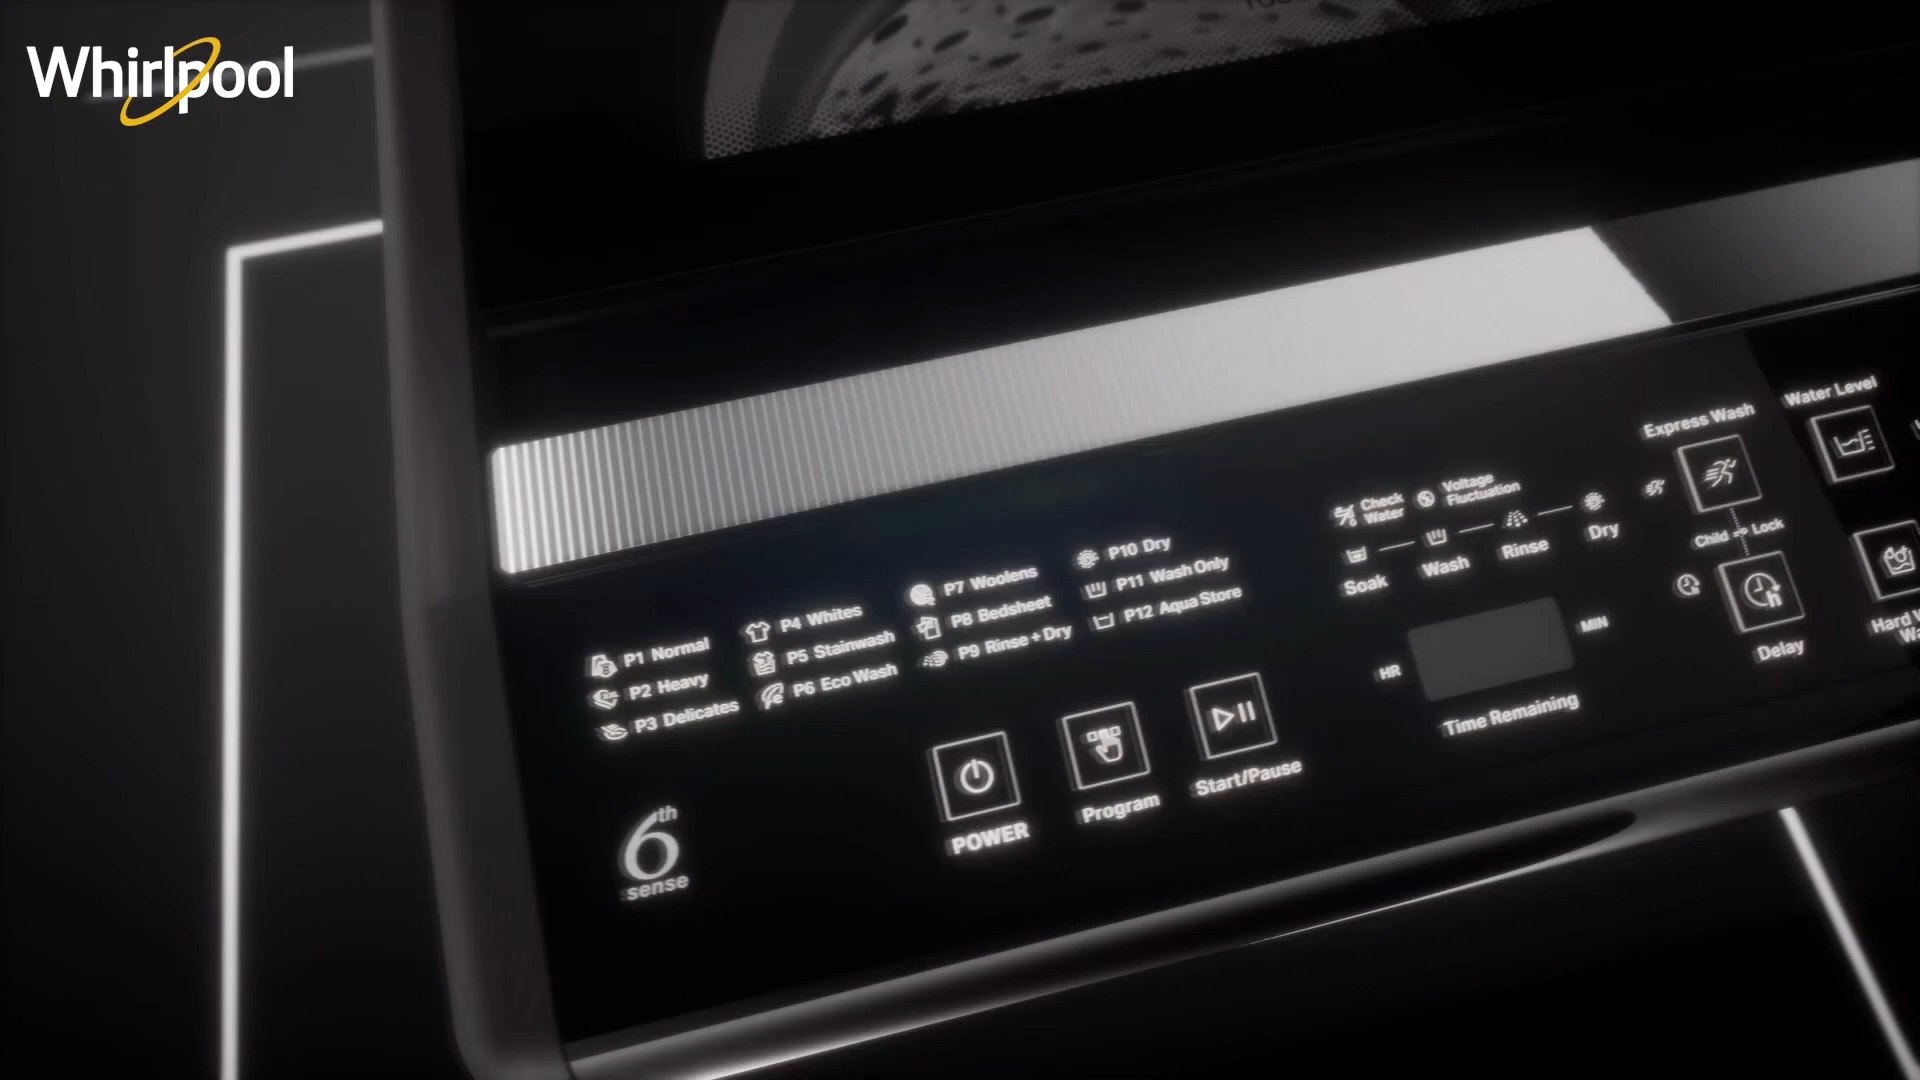 Whirlpool
Water Level
Express Wash
Check
Water
Voltage
Fluctuation
Soak
Wash
Rinse
Dry
Child Lock
Delay
Hard
HR
MIN
Time Remaining
P1 Normal
P2 Heavy
P3 Delicates
P4 Whites
P5 Stainwash
P6 Eco Wash
P7 Woolens
P8 Bedsheet
P9 Rinse + Dry
P10 Dry
P11 Wash Only
P12 Aqua Store
POWER
Program
Start/Pause
6th
sense